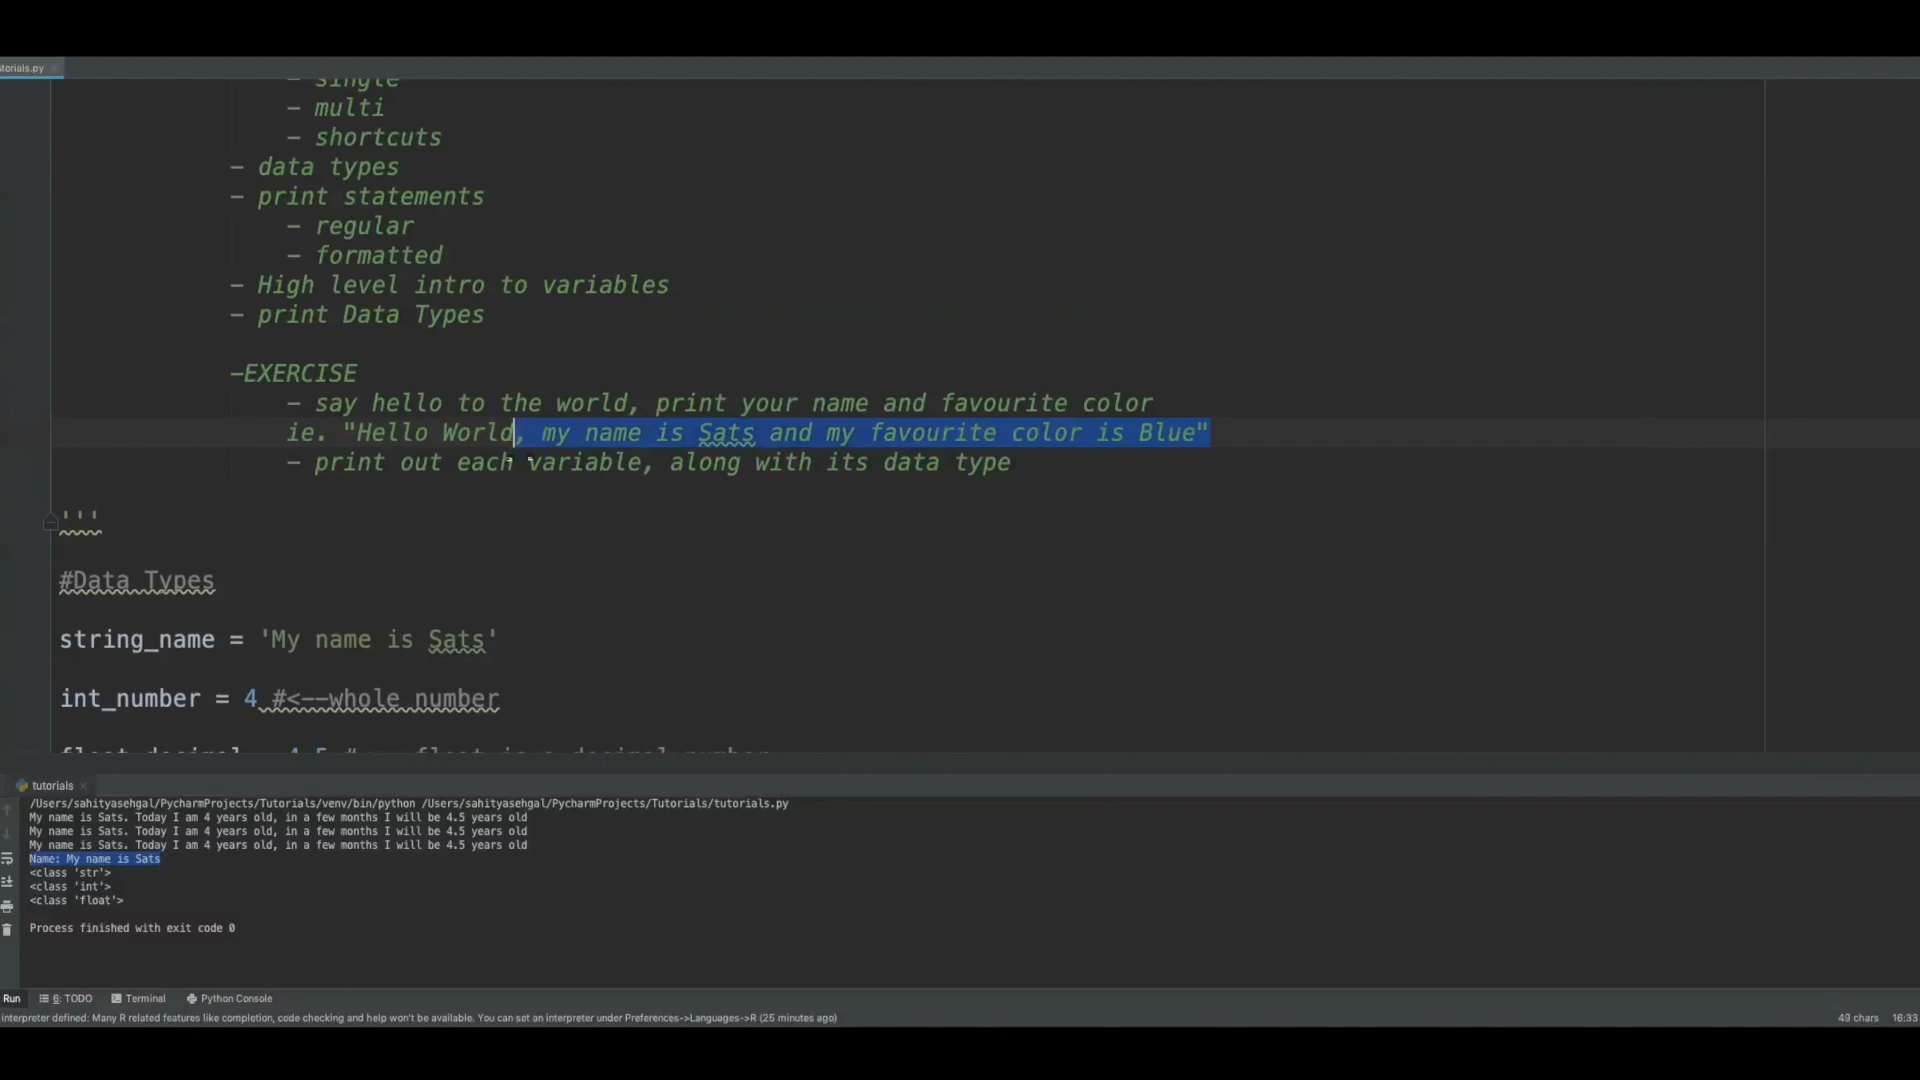 torials.py
- single
- multi
- shortcuts
- data types
- print statements
- regular
- formatted
- High level intro to variables
- print Data Types
-EXERCISE
- say hello to the world, print your name and favourite color
ie. "Hello World, my name is Sats and my favourite color is Blue"
- print out each variable, along with its data type
'''
#Data Types
string_name = 'My name is Sats'
int_number = 4 #<--whole number
tutorials
/Users/sahityasehgal/PycharmProjects/Tutorials/venv/bin/python /Users/sahityasehgal/PycharmProjects/Tutorials/tutorials.py
My name is Sats. Today I am 4 years old, in a few months I will be 4.5 years old
My name is Sats. Today I am 4 years old, in a few months I will be 4.5 years old
My name is Sats. Today I am 4 years old, in a few months I will be 4.5 years old
Name: My name is Sats
<class 'str'>
<class 'int'>
<class 'float'>
Process finished with exit code 0
Run 6: TODO Terminal Python Console
interpreter defined: Many R related features like completion, code checking and help won't be available. You can set an interpreter under Preferences->Languages->R (25 minutes ago) 49 chars 16:33